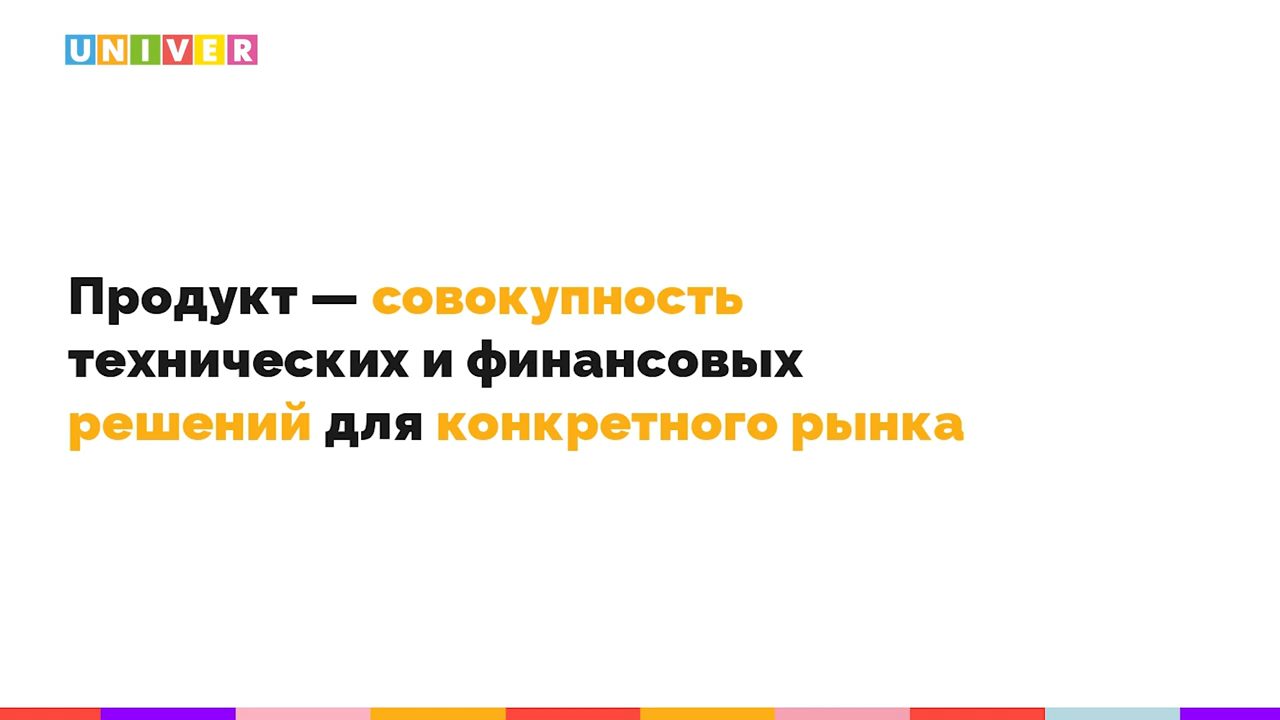 UNIVER
Продукт — совокупность
технических и финансовых
решений для конкретного рынка